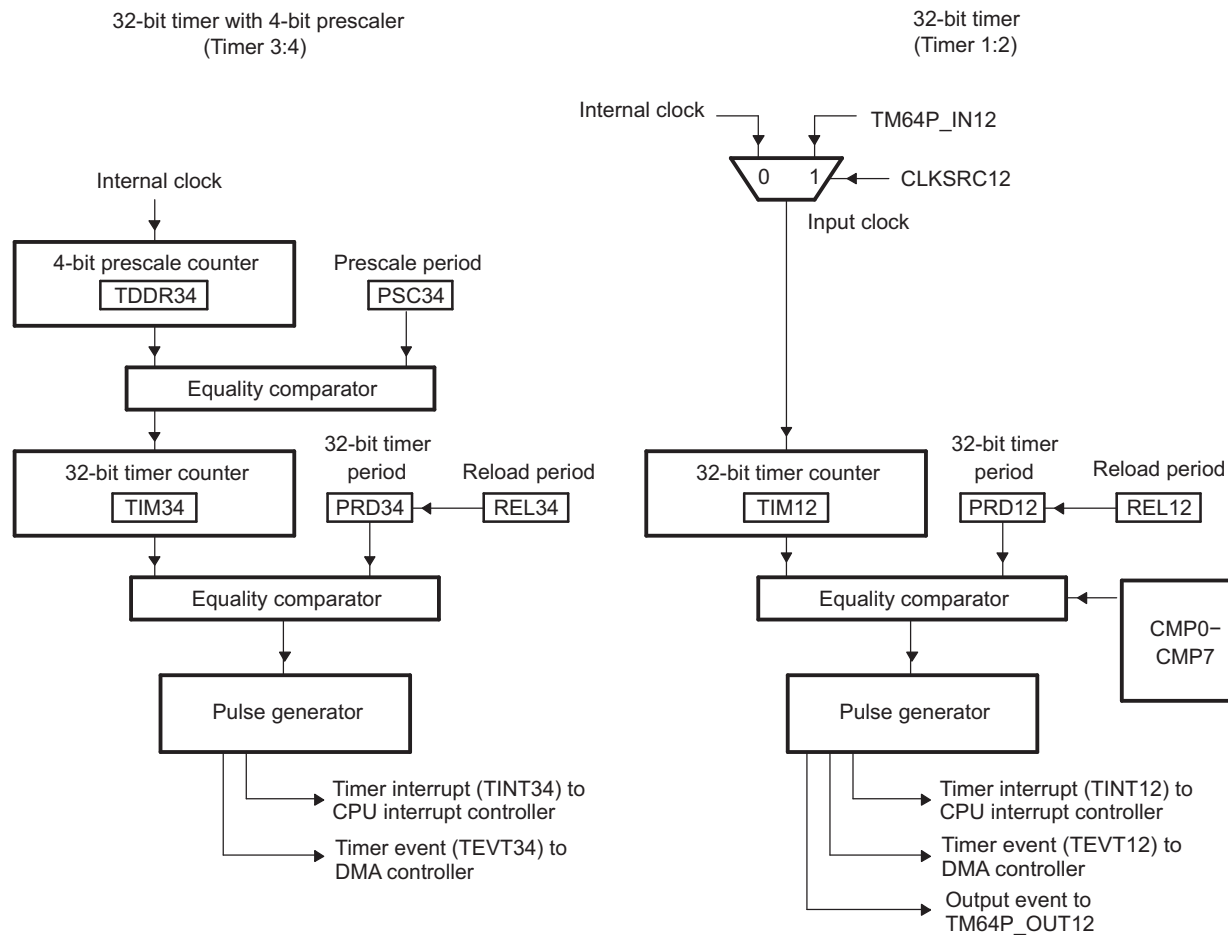 32-bit timer with 4-bit prescaler
(Timer 3:4)
Internal clock
4-bit prescale counter
TDDR34
Prescale period
PSC34
Equality comparator
32-bit timer counter
TIM34
32-bit timer
period
PRD34
Reload period
REL34
Equality comparator
Pulse generator
Timer interrupt (TINT34) to
CPU interrupt controller
Timer event (TEVT34) to
DMA controller
32-bit timer
(Timer 1:2)
Internal clock
TM64P_IN12
0 1
CLKSRC12
Input clock
32-bit timer counter
TIM12
32-bit timer
period
PRD12
Reload period
REL12
Equality comparator
CMP0−
CMP7
Pulse generator
Timer interrupt (TINT12) to
CPU interrupt controller
Timer event (TEVT12) to
DMA controller
Output event to
TM64P_OUT12